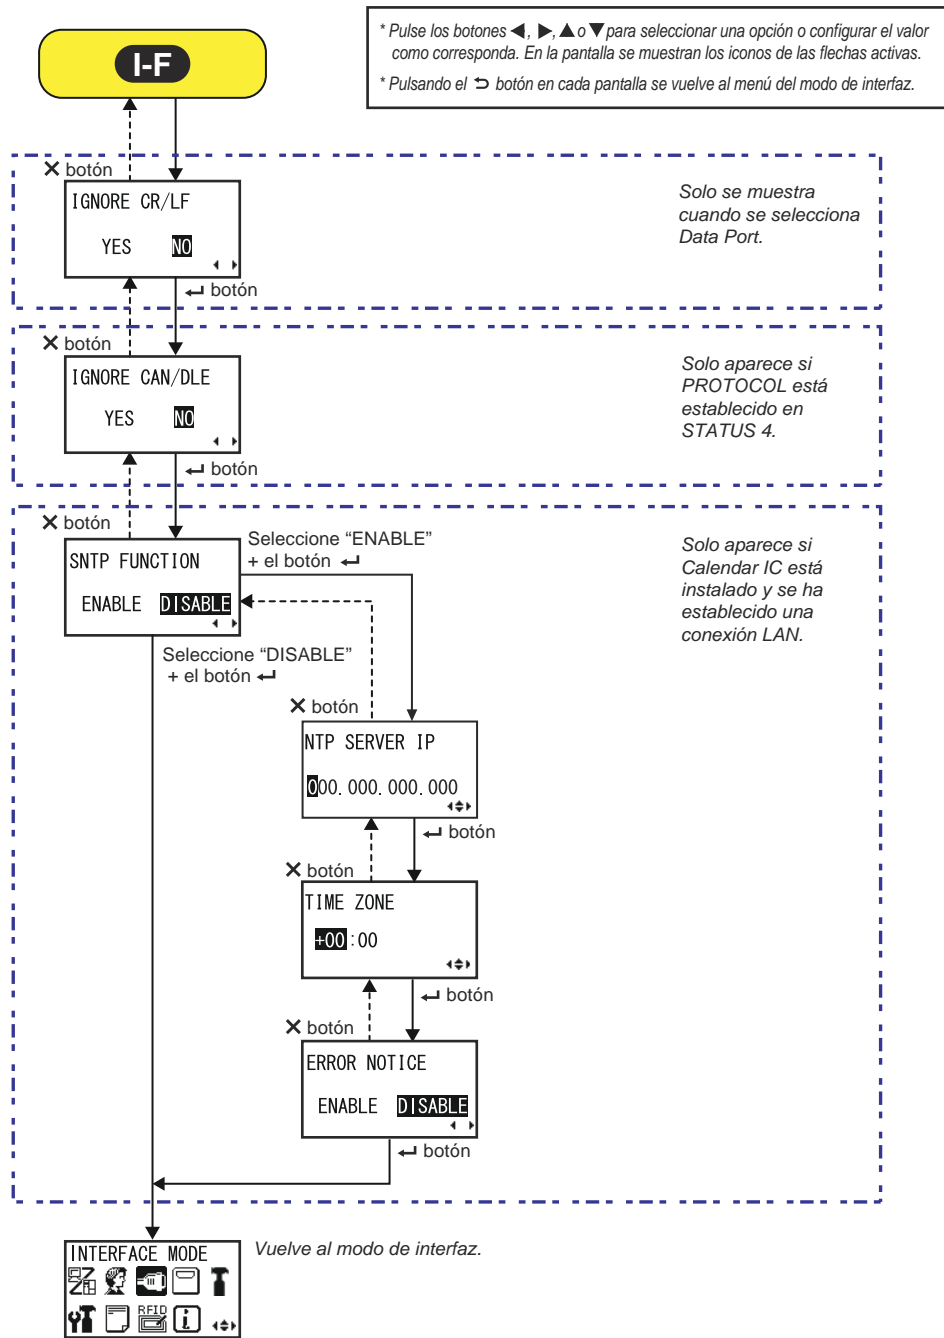 I-F
* Pulse los botones ◀, ▶, ▲ o ▼ para seleccionar una opción o configurar el valor
como corresponda. En la pantalla se muestran los iconos de las flechas activas.
* Pulsando el ⮌ botón en cada pantalla se vuelve al menú del modo de interfaz.
✕ botón
IGNORE CR/LF
YES NO
↵ botón
Solo se muestra
cuando se selecciona
Data Port.
✕ botón
IGNORE CAN/DLE
YES NO
↵ botón
Solo aparece si
PROTOCOL está
establecido en
STATUS 4.
✕ botón
SNTP FUNCTION
ENABLE DISABLE
Seleccione “ENABLE”
+ el botón ↵
Solo aparece si
Calendar IC está
instalado y se ha
establecido una
conexión LAN.
Seleccione “DISABLE”
+ el botón ↵
✕ botón
NTP SERVER IP
000.000.000.000
↵ botón
✕ botón
TIME ZONE
+00:00
↵ botón
✕ botón
ERROR NOTICE
ENABLE DISABLE
↵ botón
INTERFACE MODE
RFID
i
Vuelve al modo de interfaz.